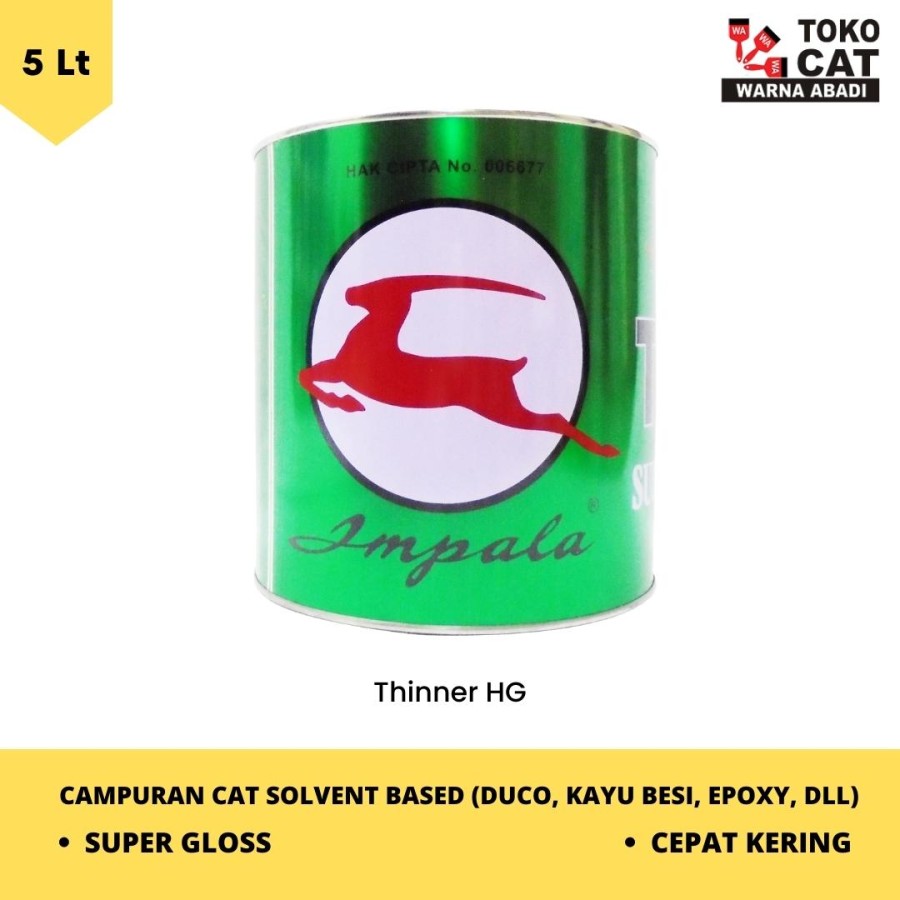 5 Lt
WA
WA
WA
TOKO
CAT
WARNA ABADI
HAK CIPTA No. 006677
Impala®
Thinner HG
CAMPURAN CAT SOLVENT BASED (DUCO, KAYU BESI, EPOXY, DLL)
• SUPER GLOSS
• CEPAT KERING